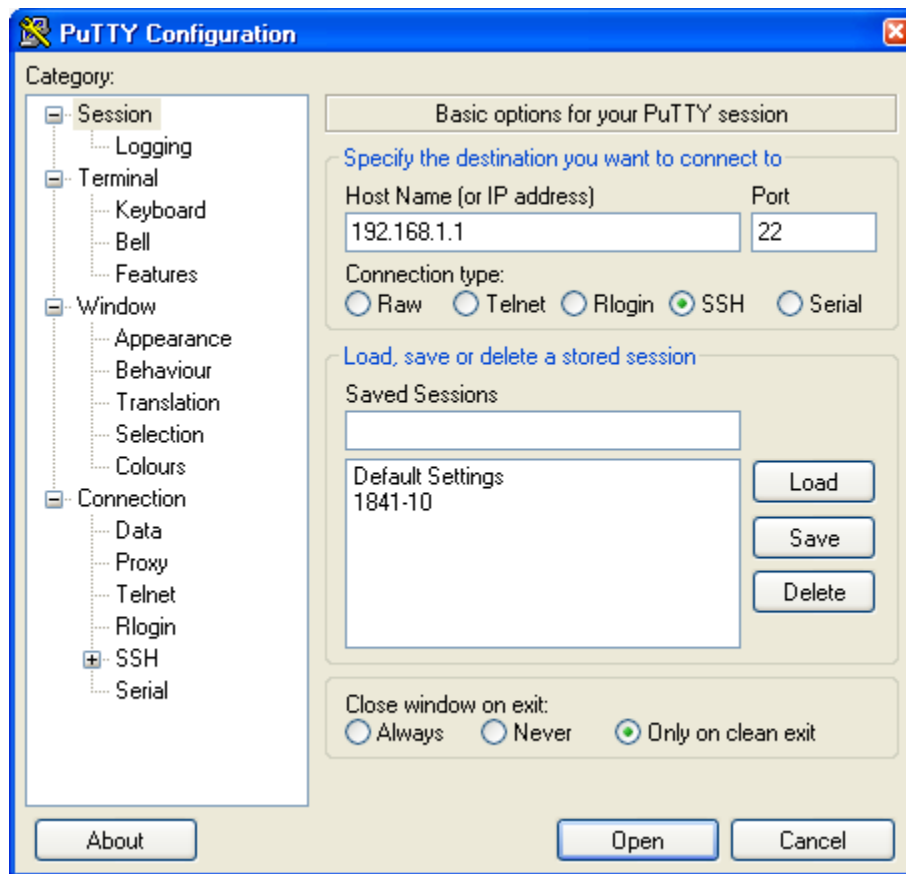 PuTTY Configuration
Category:
Session
Logging
Terminal
Keyboard
Bell
Features
Window
Appearance
Behaviour
Translation
Selection
Colours
Connection
Data
Proxy
Telnet
Rlogin
SSH
Serial
Basic options for your PuTTY session
Specify the destination you want to connect to
Host Name (or IP address) Port
192.168.1.1 22
Connection type:
Raw Telnet Rlogin SSH Serial
Load, save or delete a stored session
Saved Sessions
Default Settings
1841-10
Load
Save
Delete
Close window on exit:
Always Never Only on clean exit
About Open Cancel